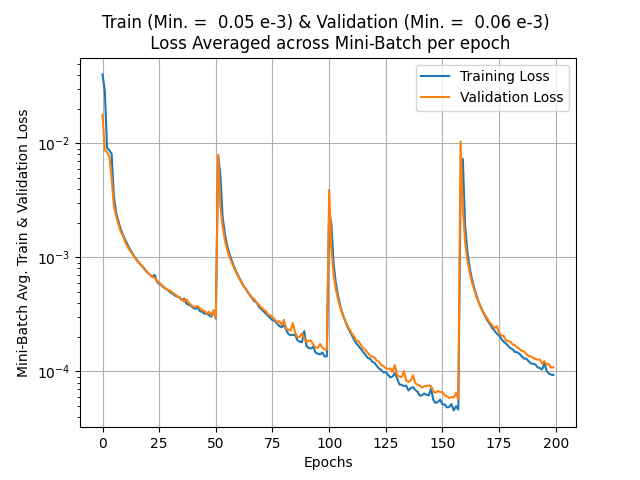 Train (Min. =  0.05 e-3) & Validation (Min. =  0.06 e-3)
Loss Averaged across Mini-Batch per epoch
Training Loss
Validation Loss
Mini-Batch Avg. Train & Validation Loss
10⁻²
10⁻³
10⁻⁴
0 25 50 75 100 125 150 175 200
Epochs